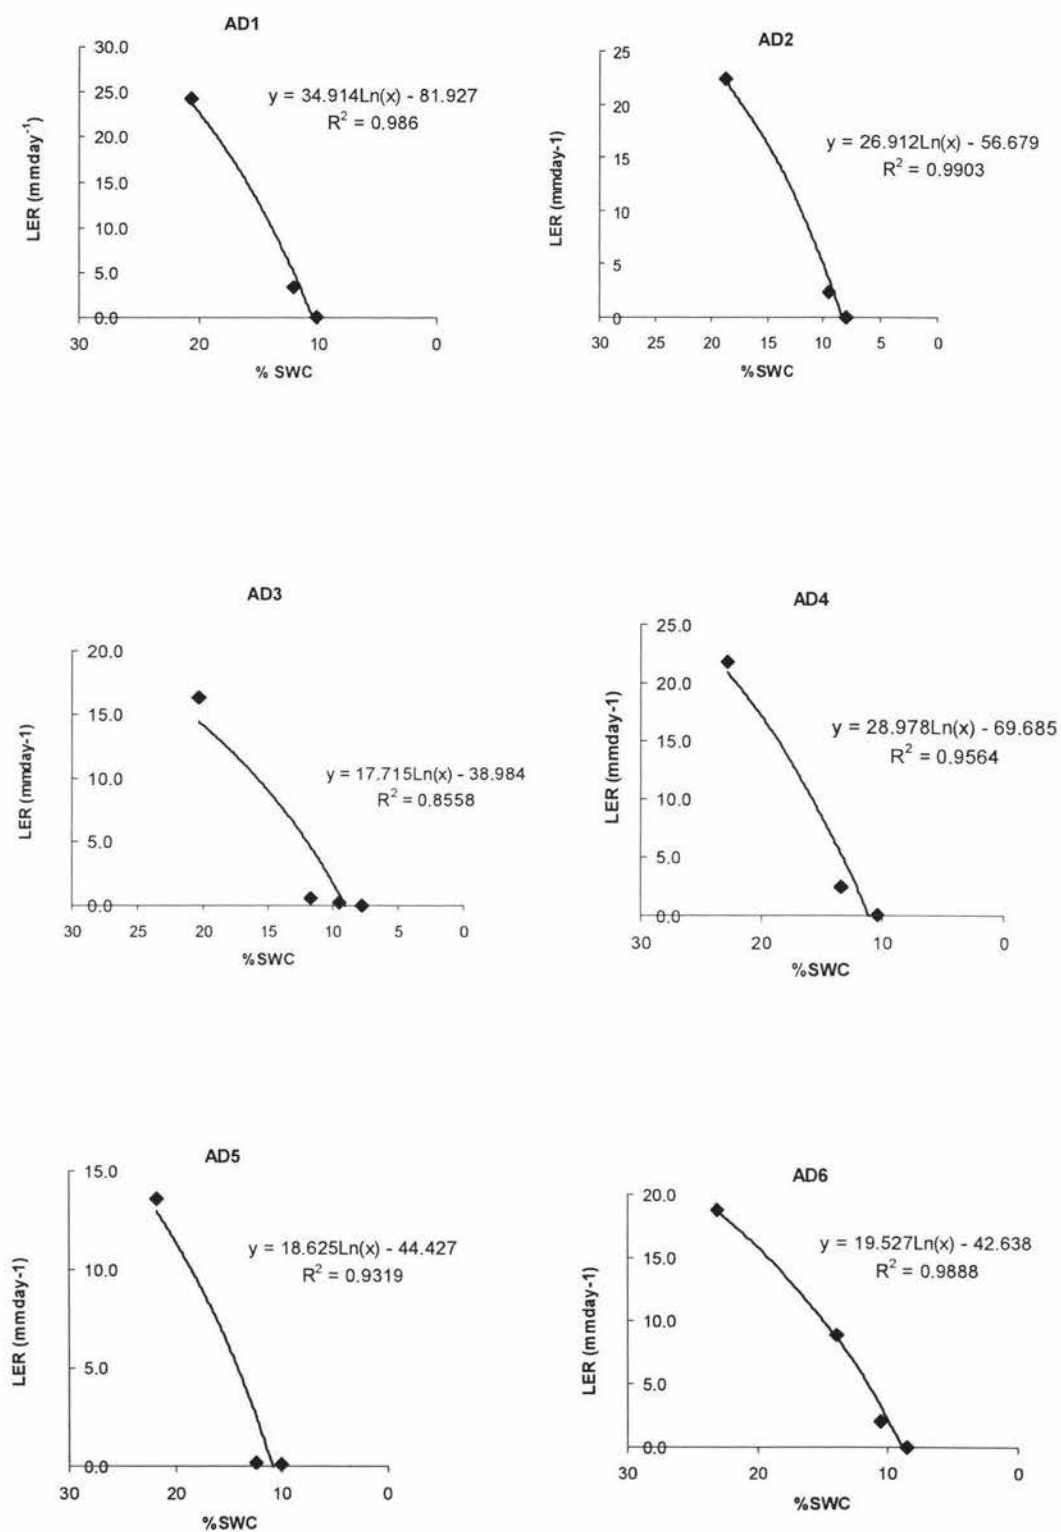 AD1
30.0
25.0
20.0
15.0
10.0
5.0
0.0
LER (mmday-1)
y = 34.914Ln(x) - 81.927
R2 = 0.986
30 20 10 0
% SWC
AD2
25
20
15
10
5
0
LER (mmday-1)
y = 26.912Ln(x) - 56.679
R2 = 0.9903
30 25 20 15 10 5 0
%SWC
AD3
20.0
15.0
10.0
5.0
0.0
LER (mmday-1)
y = 17.715Ln(x) - 38.984
R2 = 0.8558
30 25 20 15 10 5 0
%SWC
AD4
25.0
20.0
15.0
10.0
5.0
0.0
LER (mmday-1)
y = 28.978Ln(x) - 69.685
R2 = 0.9564
30 20 10 0
%SWC
AD5
15.0
10.0
5.0
0.0
LER (mmday-1)
y = 18.625Ln(x) - 44.427
R2 = 0.9319
30 20 10 0
%SWC
AD6
20.0
15.0
10.0
5.0
0.0
LER (mmday-1)
y = 19.527Ln(x) - 42.638
R2 = 0.9888
30 20 10 0
%SWC